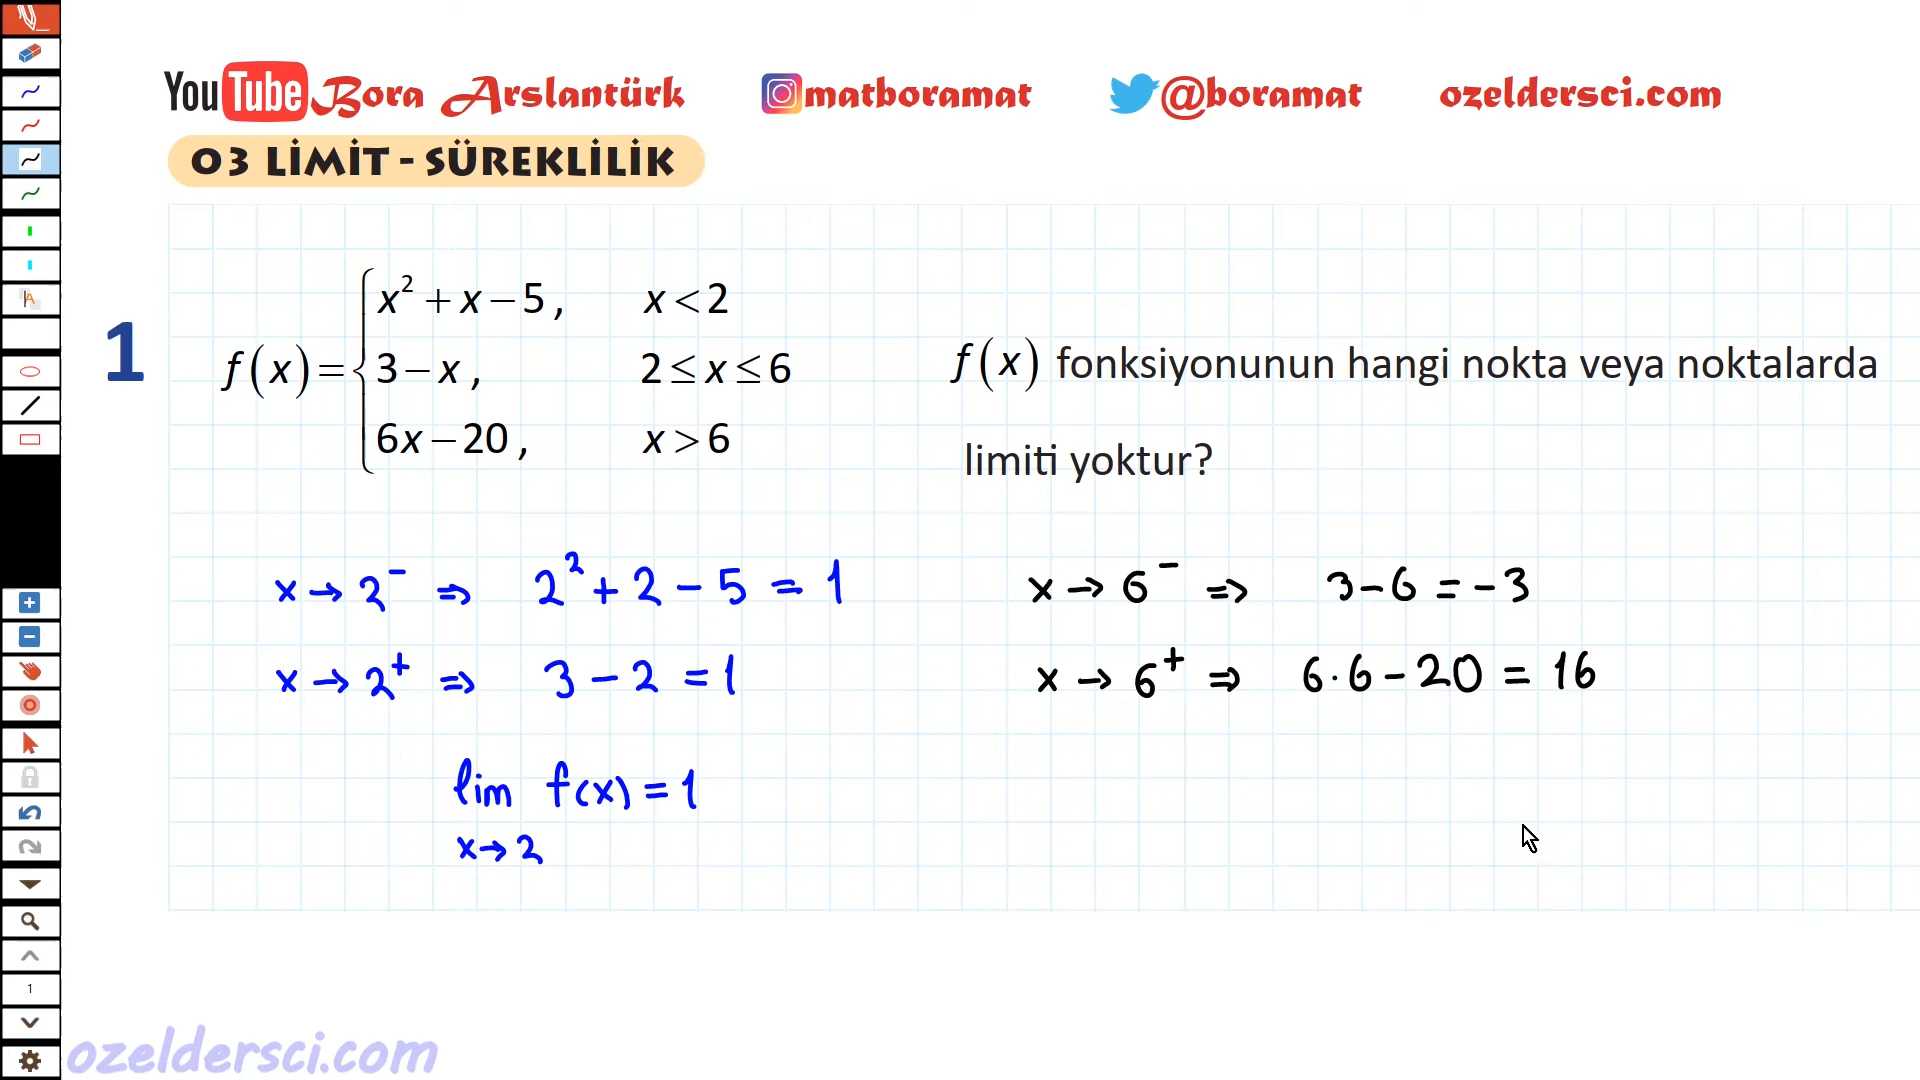 YouTube Bora Arslantürk matboramat @boramat ozeldersci.com
03 LİMİT - SÜREKLİLİK
1
f(x) = { x² + x − 5 , x < 2
3 − x , 2 ≤ x ≤ 6
6x − 20 , x > 6
f(x) fonksiyonunun hangi nokta veya noktalarda
limiti yoktur?
x → 2⁻ ⇒ 2² + 2 − 5 = 1
x → 2⁺ ⇒ 3 − 2 = 1
lim f(x) = 1
x → 2
x → 6⁻ ⇒ 3 − 6 = −3
x → 6⁺ ⇒ 6·6 − 20 = 16
A
1
ozeldersci.com